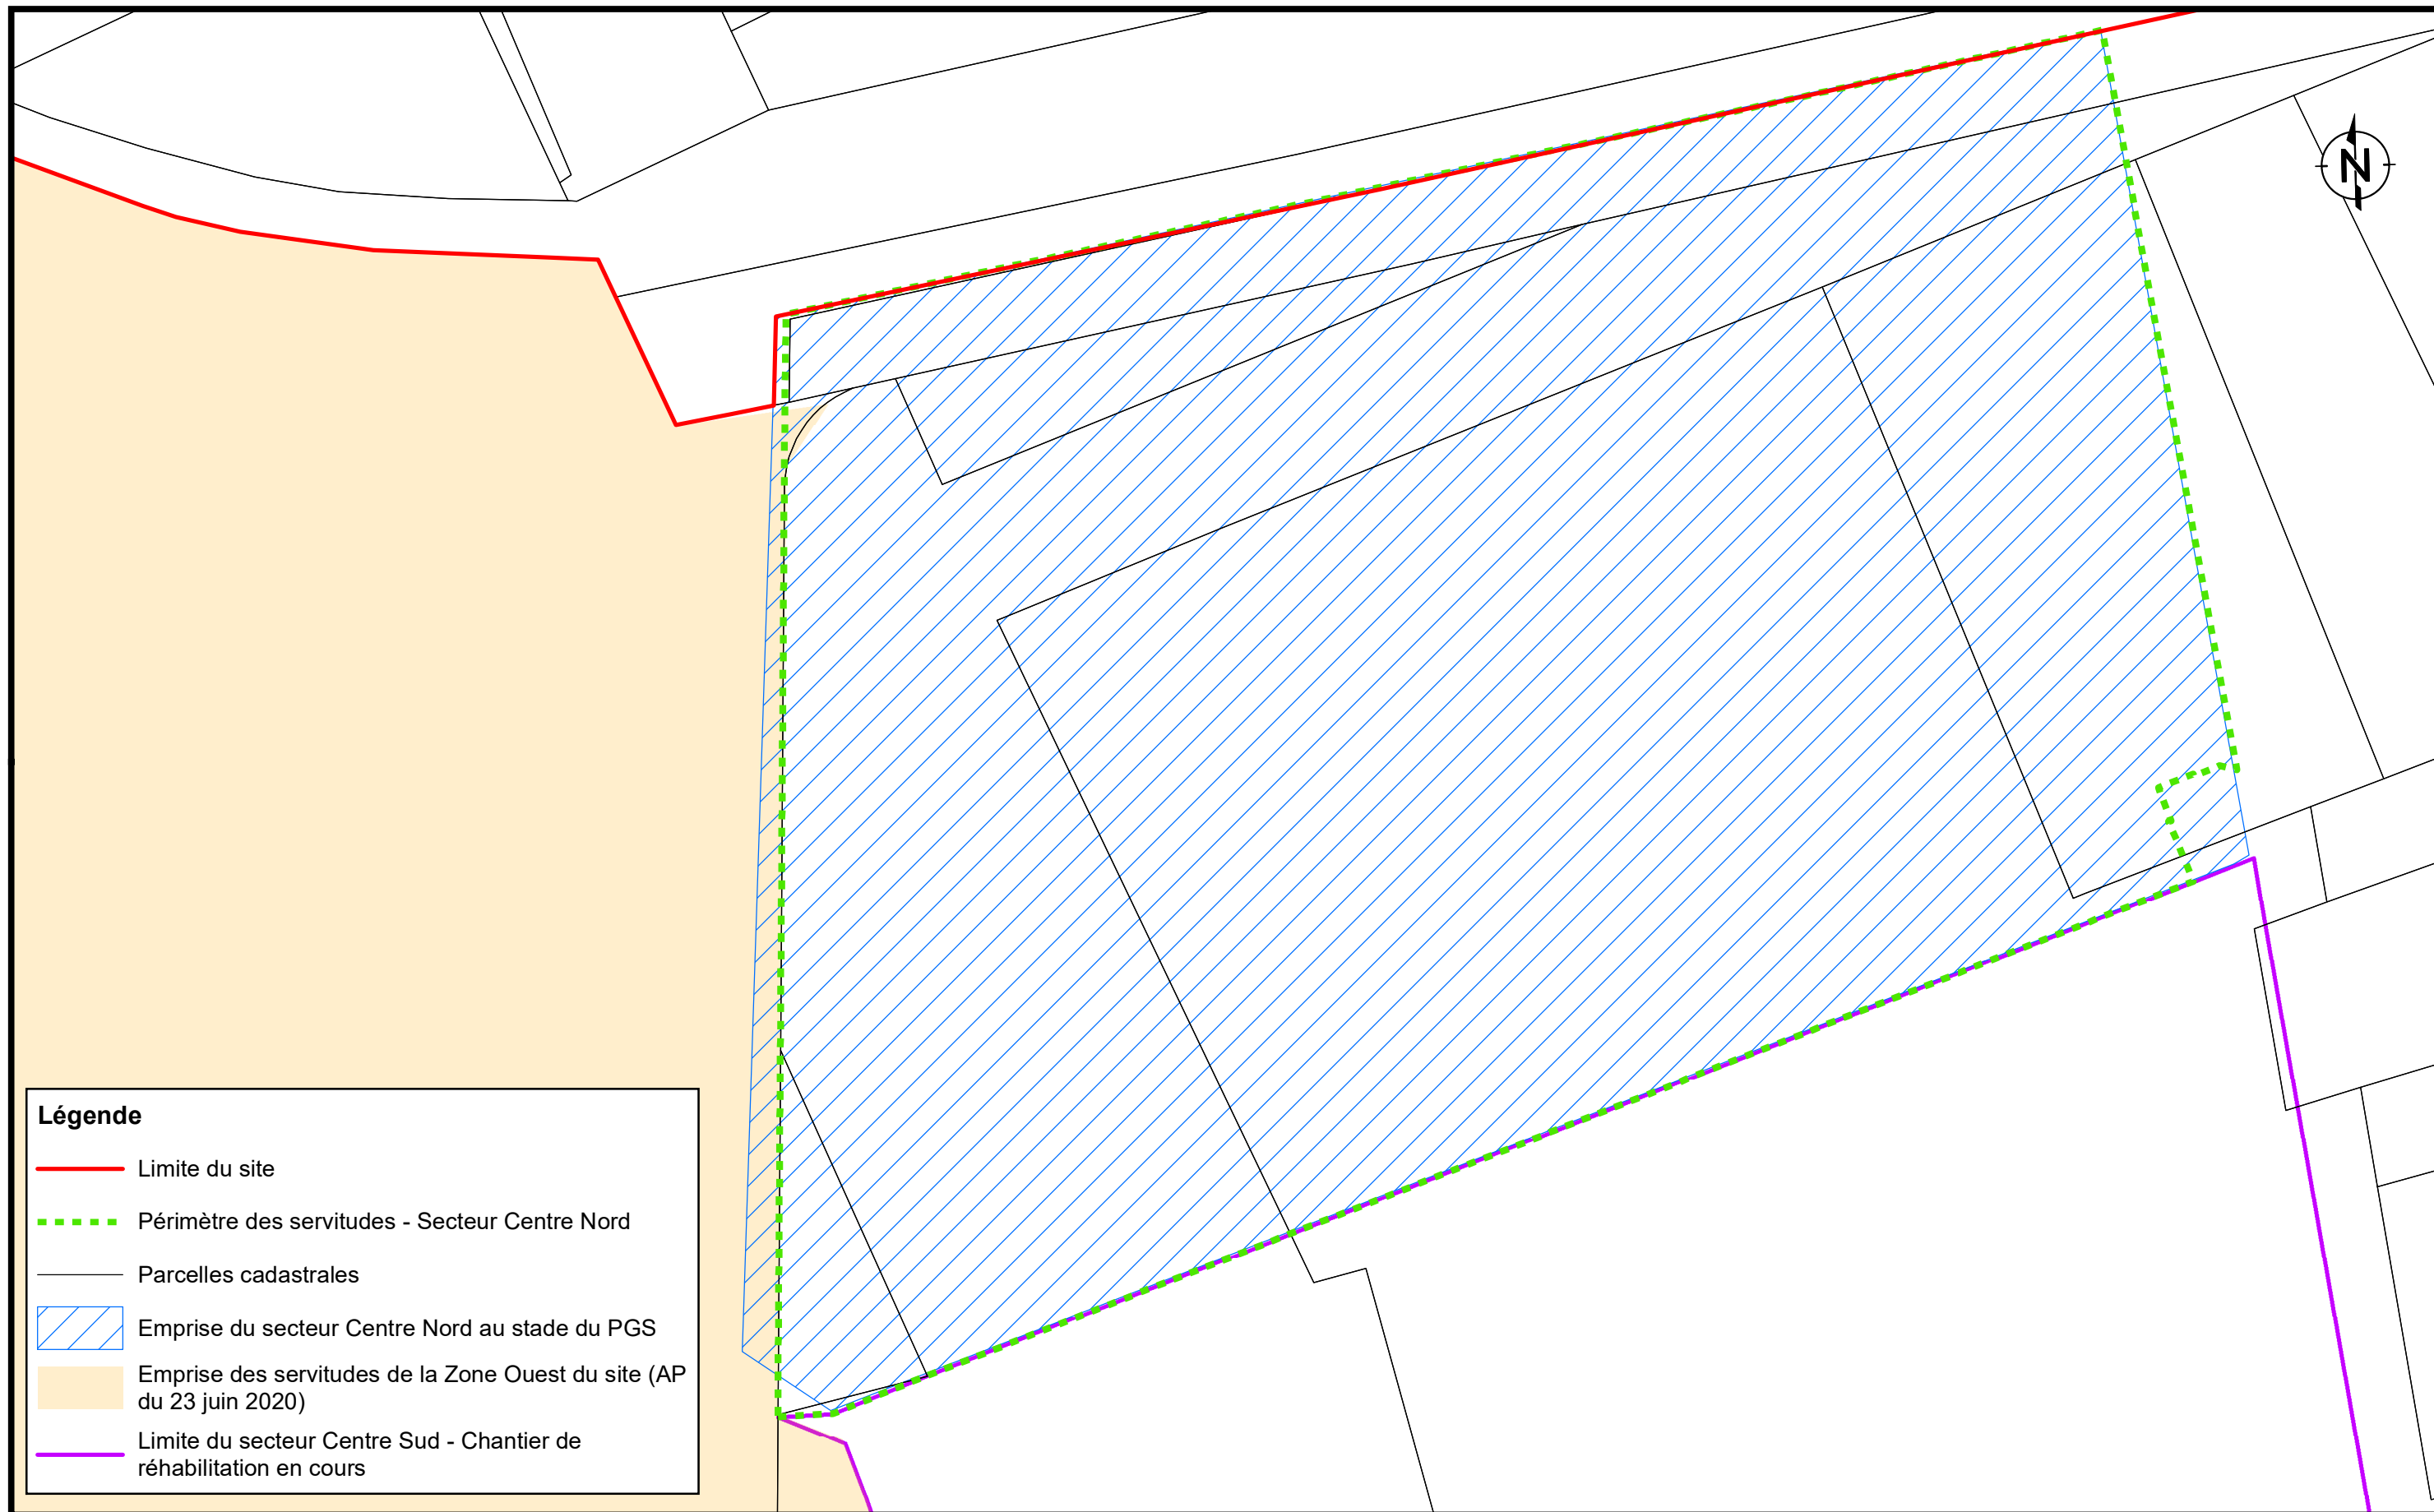 N
Légende
Limite du site
Périmètre des servitudes - Secteur Centre Nord
Parcelles cadastrales
Emprise du secteur Centre Nord au stade du PGS
Emprise des servitudes de la Zone Ouest du site (AP
du 23 juin 2020)
Limite du secteur Centre Sud - Chantier de
réhabilitation en cours